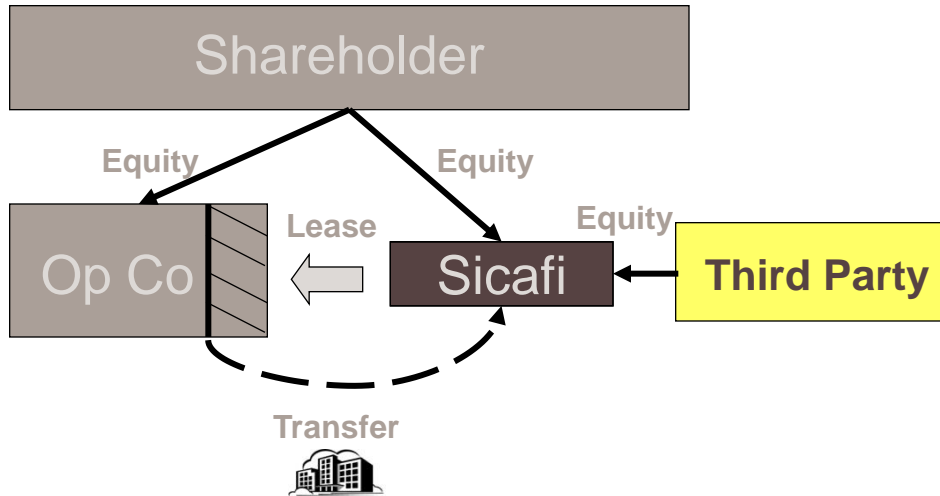 Shareholder
Equity
Equity
Equity
Lease
Op Co
Sicafi
Third Party
Transfer